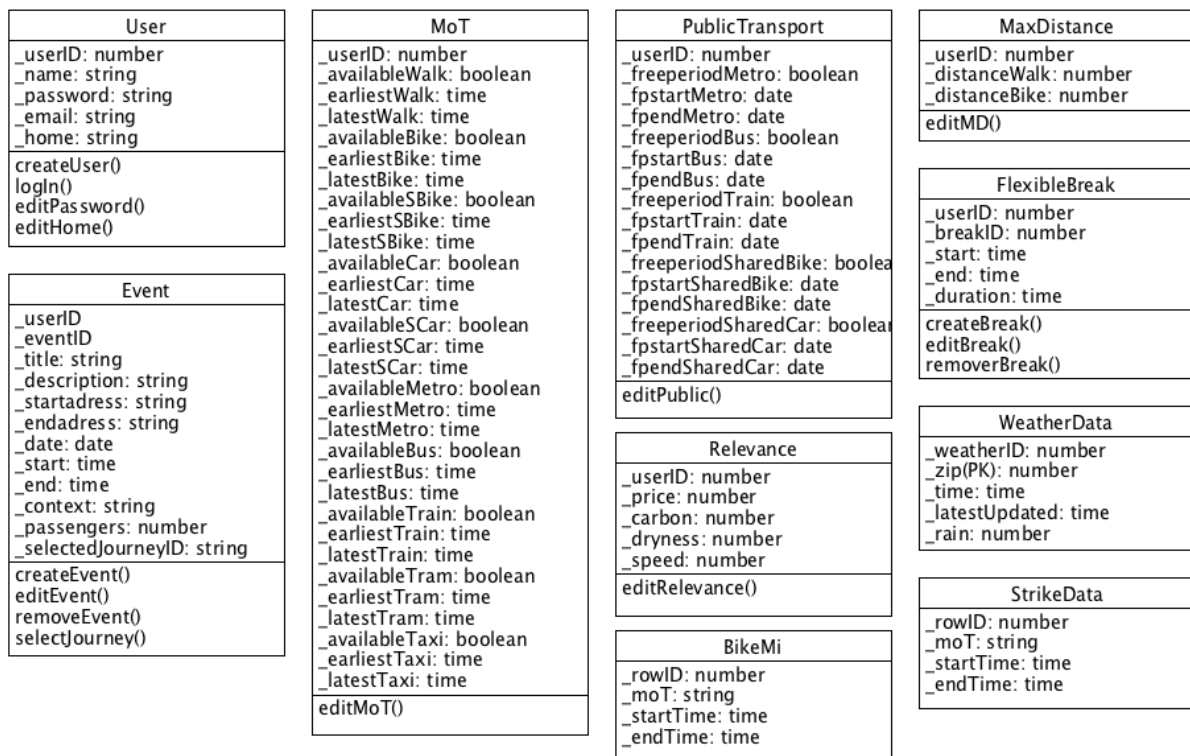 User
_userID: number
_name: string
_password: string
_email: string
_home: string
createUser()
logIn()
editPassword()
editHome()
Event
_userID
_eventID
_title: string
_description: string
_startadress: string
_endadress: string
_date: date
_start: time
_end: time
_context: string
_passengers: number
_selectedJourneyID: string
createEvent()
editEvent()
removeEvent()
selectJourney()
MoT
_userID: number
_availableWalk: boolean
_earliestWalk: time
_latestWalk: time
_availableBike: boolean
_earliestBike: time
_latestBike: time
_availableSBike: boolean
_earliestSBike: time
_latestSBike: time
_availableCar: boolean
_earliestCar: time
_latestCar: time
_availableSCar: boolean
_earliestSCar: time
_latestSCar: time
_availableMetro: boolean
_earliestMetro: time
_latestMetro: time
_availableBus: boolean
_earliestBus: time
_latestBus: time
_availableTrain: boolean
_earliestTrain: time
_latestTrain: time
_availableTram: boolean
_earliestTram: time
_latestTram: time
_availableTaxi: boolean
_earliestTaxi: time
_latestTaxi: time
editMoT()
PublicTransport
_userID: number
_freeperiodMetro: boolean
_fpstartMetro: date
_fpendMetro: date
_freeperiodBus: boolean
_fpstartBus: date
_fpendBus: date
_freeperiodTrain: boolean
_fpstartTrain: date
_fpendTrain: date
_freeperiodSharedBike: boolea
_fpstartSharedBike: date
_fpendSharedBike: date
_freeperiodSharedCar: boolean
_fpstartSharedCar: date
_fpendSharedCar: date
editPublic()
Relevance
_userID: number
_price: number
_carbon: number
_dryness: number
_speed: number
editRelevance()
BikeMi
_rowID: number
_moT: string
_startTime: time
_endTime: time
MaxDistance
_userID: number
_distanceWalk: number
_distanceBike: number
editMD()
FlexibleBreak
_userID: number
_breakID: number
_start: time
_end: time
_duration: time
createBreak()
editBreak()
removerBreak()
WeatherData
_weatherID: number
_zip(PK): number
_time: time
_latestUpdated: time
_rain: number
StrikeData
_rowID: number
_moT: string
_startTime: time
_endTime: time